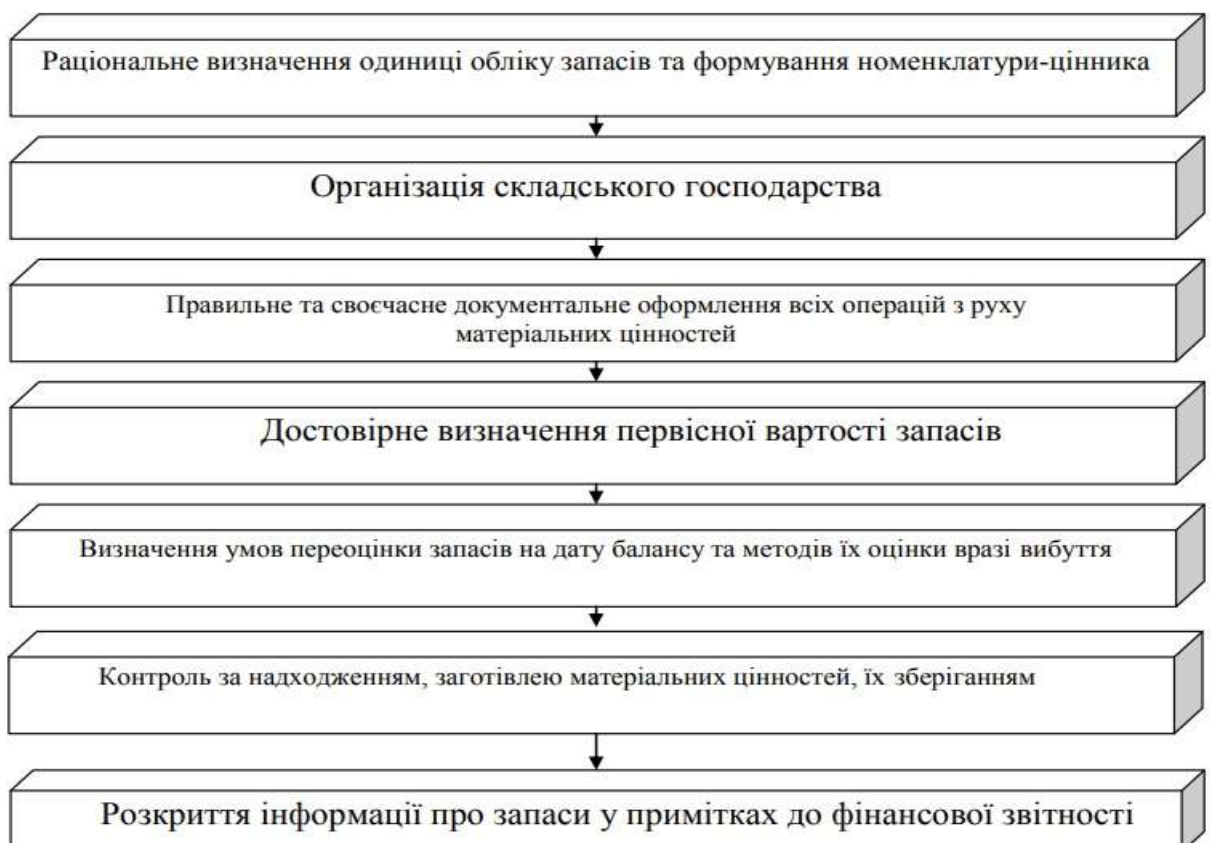 Раціональне визначення одиниці обліку запасів та формування номенклатури-цінника
Організація складського господарства
Правильне та своєчасне документальне оформлення всіх операцій з руху
матеріальних цінностей
Достовірне визначення первісної вартості запасів
Визначення умов переоцінки запасів на дату балансу та методів їх оцінки вразі вибуття
Контроль за надходженням, заготівлею матеріальних цінностей, їх зберіганням
Розкриття інформації про запаси у примітках до фінансової звітності